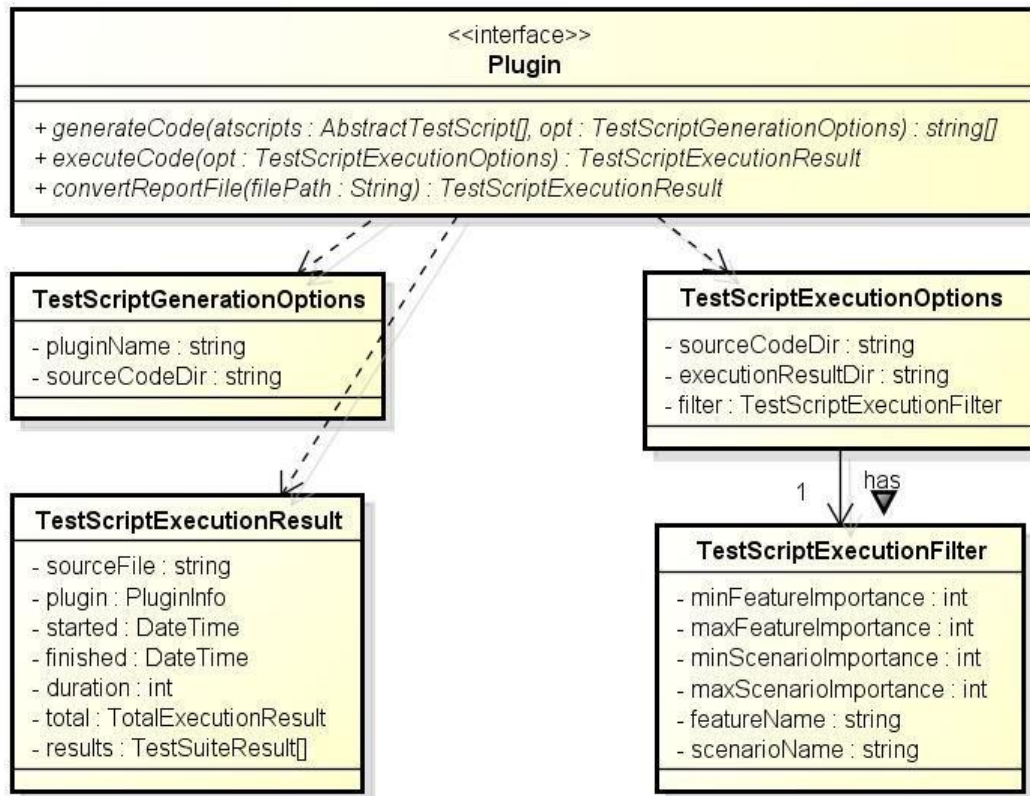 <<interface>>
Plugin
+ generateCode(atscripts : AbstractTestScript[], opt : TestScriptGenerationOptions) : string[]
+ executeCode(opt : TestScriptExecutionOptions) : TestScriptExecutionResult
+ convertReportFile(filePath : String) : TestScriptExecutionResult
TestScriptGenerationOptions
- pluginName : string
- sourceCodeDir : string
TestScriptExecutionOptions
- sourceCodeDir : string
- executionResultDir : string
- filter : TestScriptExecutionFilter
1
has
TestScriptExecutionResult
- sourceFile : string
- plugin : PluginInfo
- started : DateTime
- finished : DateTime
- duration : int
- total : TotalExecutionResult
- results : TestSuiteResult[]
TestScriptExecutionFilter
- minFeatureImportance : int
- maxFeatureImportance : int
- minScenarioImportance : int
- maxScenarioImportance : int
- featureName : string
- scenarioName : string